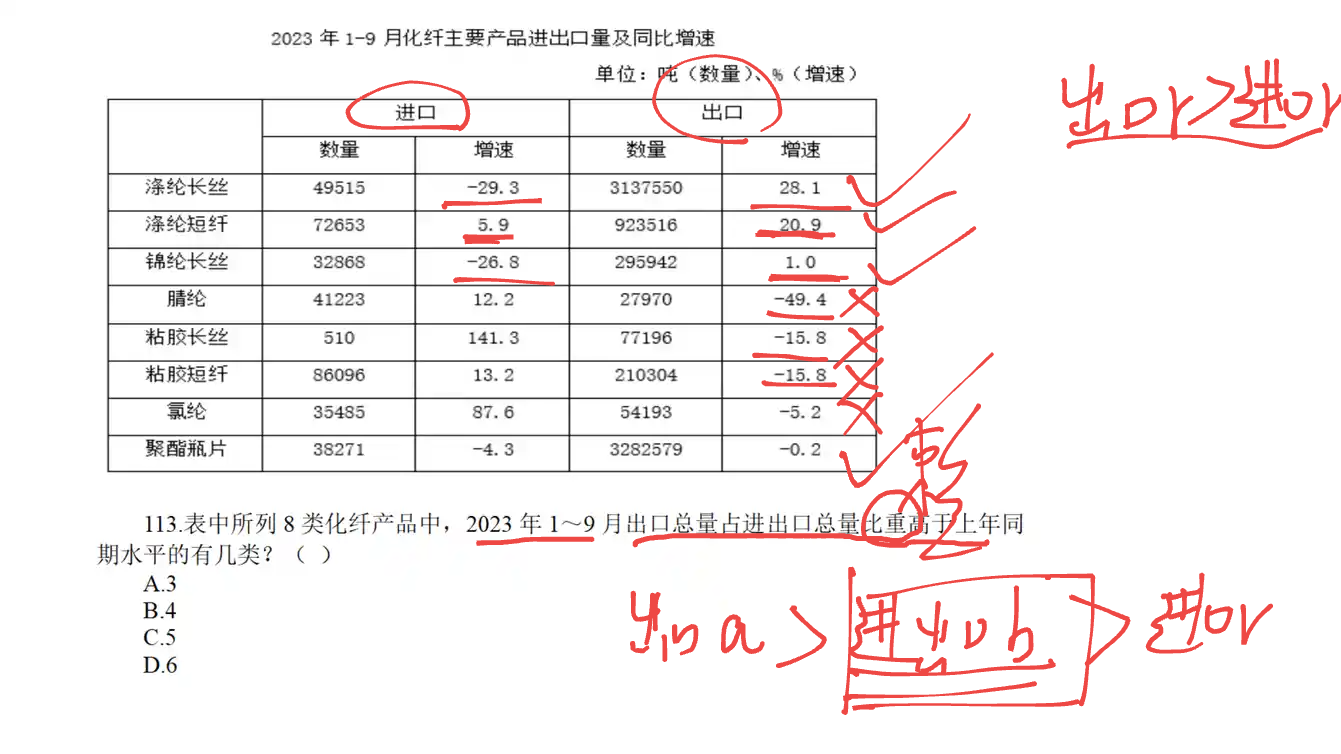 2023 年 1-9 月化纤主要产品进出口量及同比增速
单位:吨(数量)、%(增速)
出口r>进口r
进口 出口
数量 增速 数量 增速
涤纶长丝 49515 -29.3 3137550 28.1
涤纶短纤 72653 5.9 923516 20.9
锦纶长丝 32868 -26.8 295942 1.0
腈纶 41223 12.2 27970 -49.4
粘胶长丝 510 141.3 77196 -15.8
粘胶短纤 86096 13.2 210304 -15.8
氯纶 35485 87.6 54193 -5.2
聚酯瓶片 38271 -4.3 3282579 -0.2
113.表中所列 8 类化纤产品中,2023 年 1~9 月出口总量占进出口总量比重高于上年同
期水平的有几类?( )
A.3
B.4
C.5
D.6
a > 进出口 b > 进口r